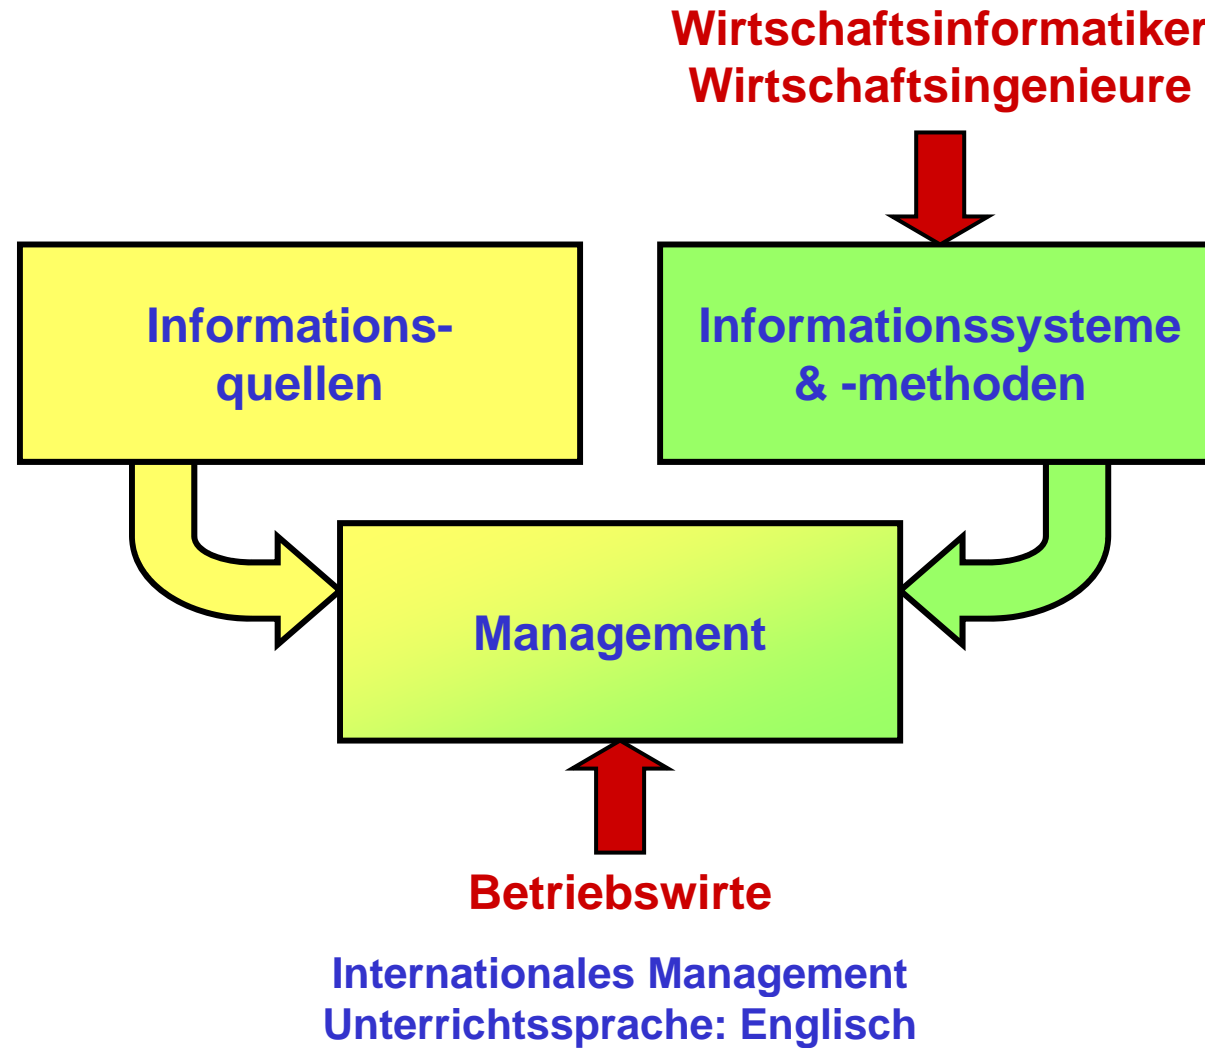 Wirtschaftsinformatiker
Wirtschaftsingenieure
Informations-
quellen
Informationssysteme
& -methoden
Management
Betriebswirte
Internationales Management
Unterrichtssprache: Englisch